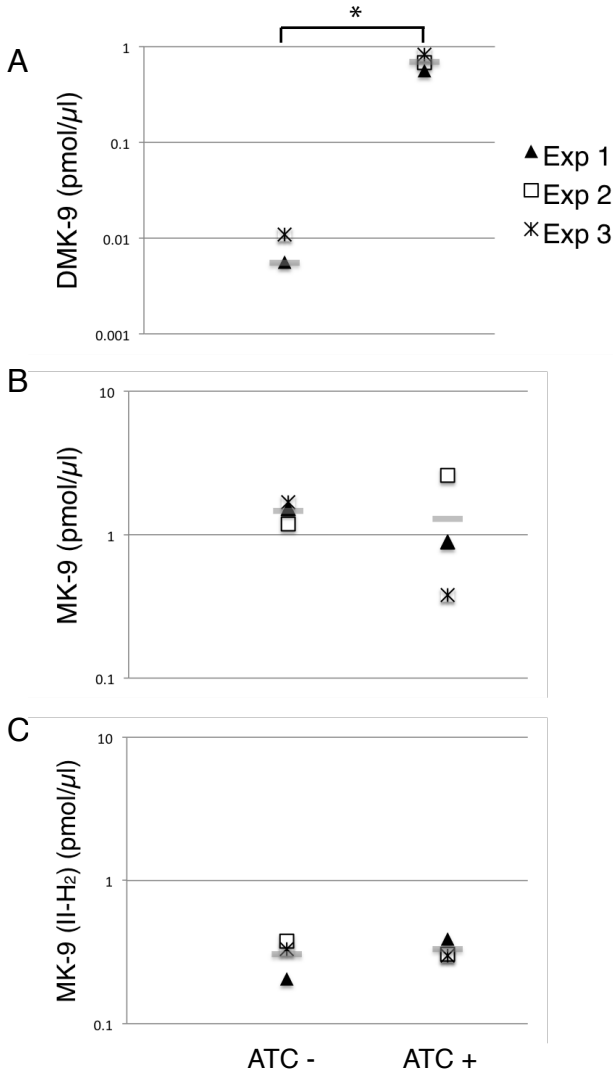 *
A
DMK-9 (pmol/µl)
1
0.1
0.01
0.001
Exp 1
Exp 2
Exp 3
B
MK-9 (pmol/µl)
10
1
0.1
C
MK-9 (II-H₂) (pmol/µl)
10
1
0.1
ATC - ATC +